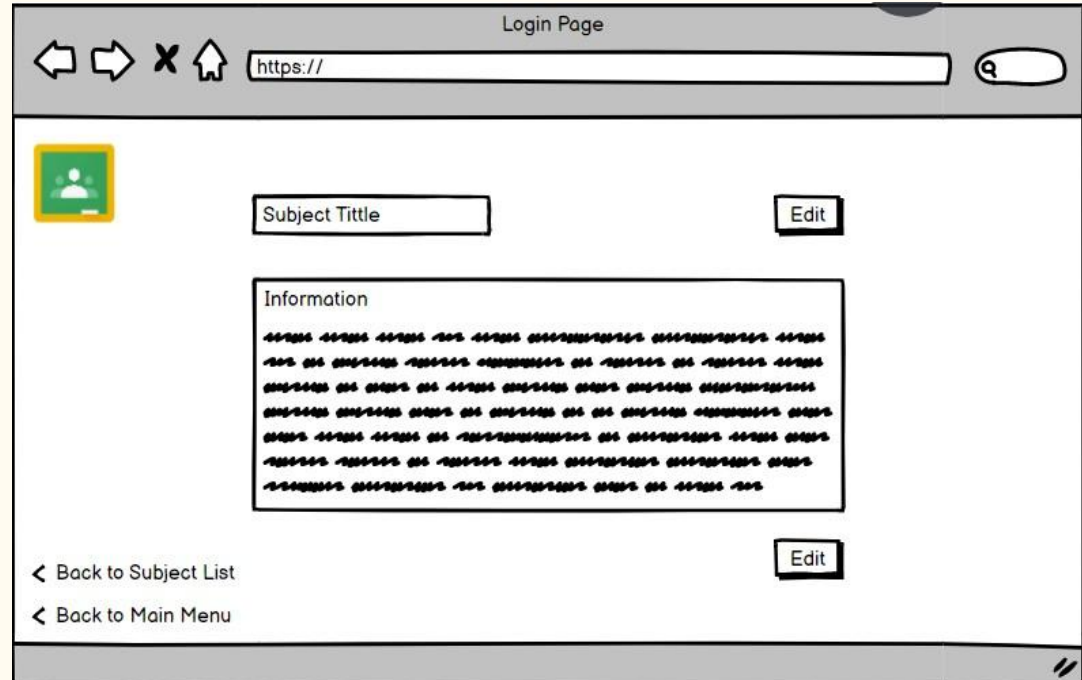 Login Page
https://
Subject Tittle
Edit
Information
Edit
Back to Subject List
Back to Main Menu